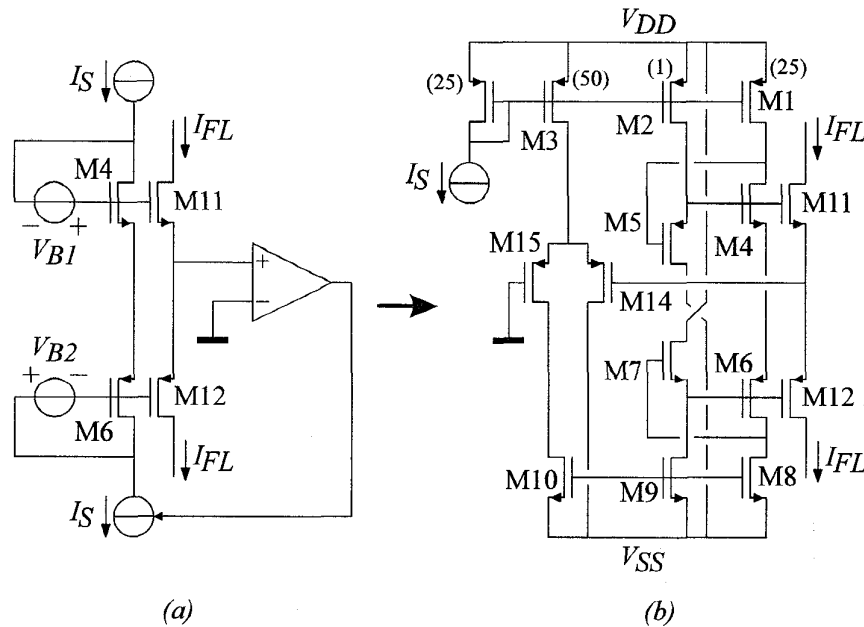 I_S
I_FL
M4
M11
− +
V_B1
+
−
V_B2
+ −
M12
M6
I_FL
I_S
(a)
V_DD
(25) (50) (1) (25)
M3 M2 M1
I_FL
I_S
M5 M4 M11
M15
M14
M7 M6
M12
I_FL
M10 M9 M8
V_SS
(b)